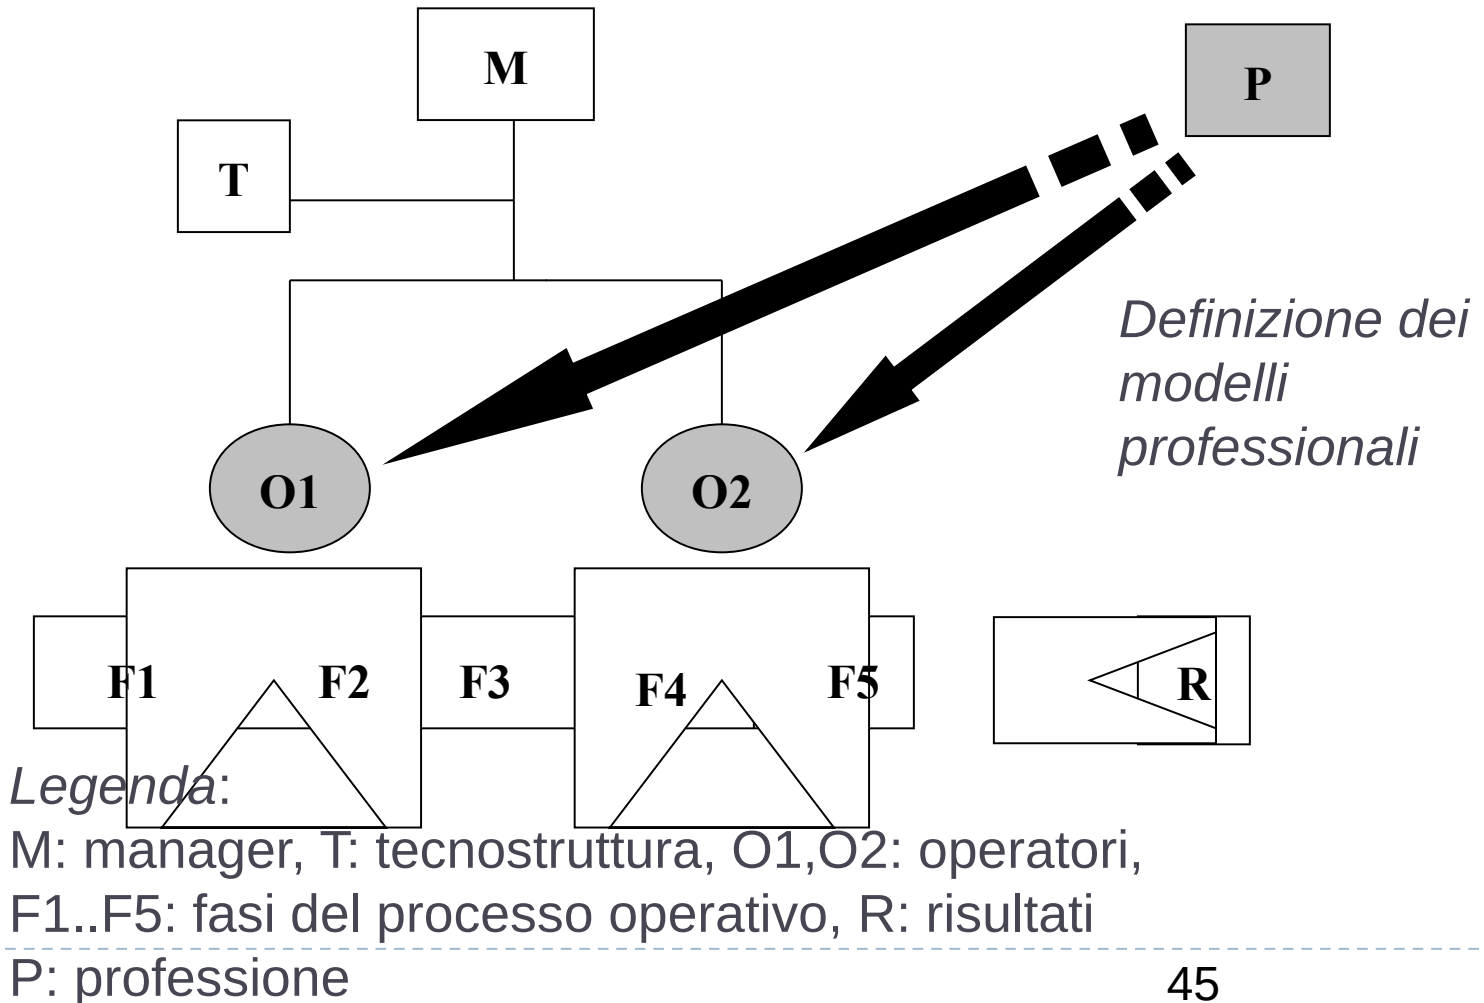 M
P
T
Definizione dei
modelli
professionali
O1
O2
F1
F2
F3
F4
F5
R
Legenda:
M: manager, T: tecnostruttura, O1,O2: operatori,
F1..F5: fasi del processo operativo, R: risultati
P: professione
45